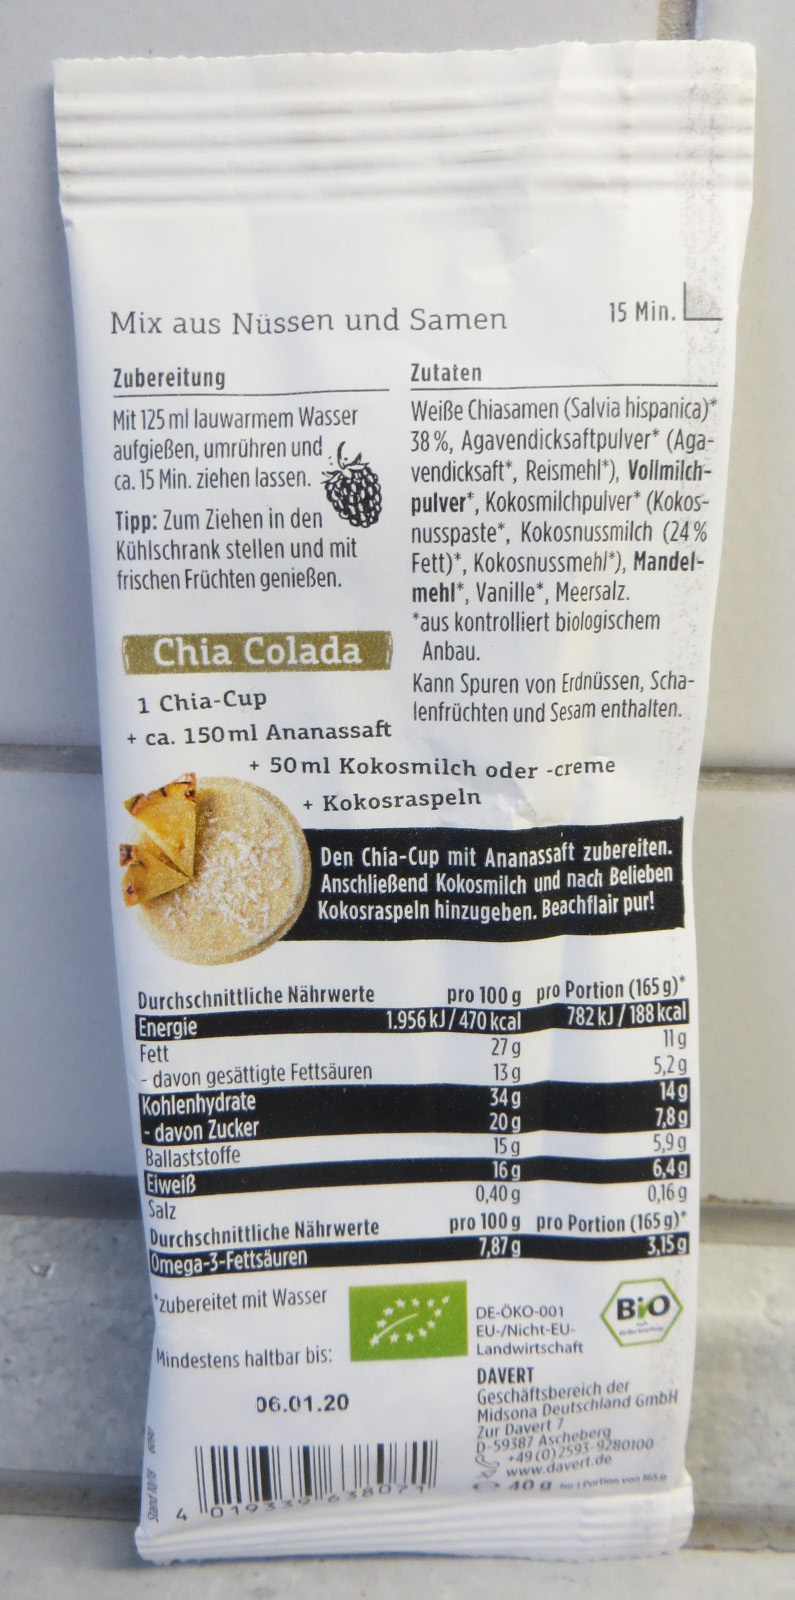 Mix aus Nüssen und Samen
15 Min.
Zubereitung
Mit 125 ml lauwarmem Wasser
aufgießen, umrühren und
ca. 15 Min. ziehen lassen.
Tipp: Zum Ziehen in den
Kühlschrank stellen und mit
frischen Früchten genießen.
Zutaten
Weiße Chiasamen (Salvia hispanica)*
38 %, Agavendicksaftpulver* (Aga-
vendicksaft*, Reismehl*), Vollmilch-
pulver*, Kokosmilchpulver* (Kokos-
nusspaste*, Kokosnussmilch (24 %
Fett)*, Kokosnussmehl*), Mandel-
mehl*, Vanille*, Meersalz.
*aus kontrolliert biologischem
Anbau.
Kann Spuren von Erdnüssen, Scha-
lenfrüchten und Sesam enthalten.
Chia Colada
1 Chia-Cup
+ ca. 150 ml Ananassaft
+ 50 ml Kokosmilch oder -creme
+ Kokosraspeln
Den Chia-Cup mit Ananassaft zubereiten.
Anschließend Kokosmilch und nach Belieben
Kokosraspeln hinzugeben. Beachflair pur!
Durchschnittliche Nährwerte pro 100 g pro Portion (165 g)*
Energie 1.956 kJ / 470 kcal 782 kJ / 188 kcal
Fett 27 g 11 g
- davon gesättigte Fettsäuren 13 g 5,2 g
Kohlenhydrate 34 g 14 g
- davon Zucker 20 g 7,8 g
Ballaststoffe 15 g 5,9 g
Eiweiß 16 g 6,4 g
Salz 0,40 g 0,16 g
Durchschnittliche Nährwerte pro 100 g pro Portion (165 g)*
Omega-3-Fettsäuren 7,87 g 3,15 g
*zubereitet mit Wasser
Mindestens haltbar bis:
06.01.20
DE-ÖKO-001
EU-/Nicht-EU-
Landwirtschaft
BiO
DAVERT
Geschäftsbereich der
Midsona Deutschland GmbH
Zur Davert 7
D-59387 Ascheberg
+49 (0) 2593-9280100
www.davert.de
40 g
Stand 10/18
4 019339 638071